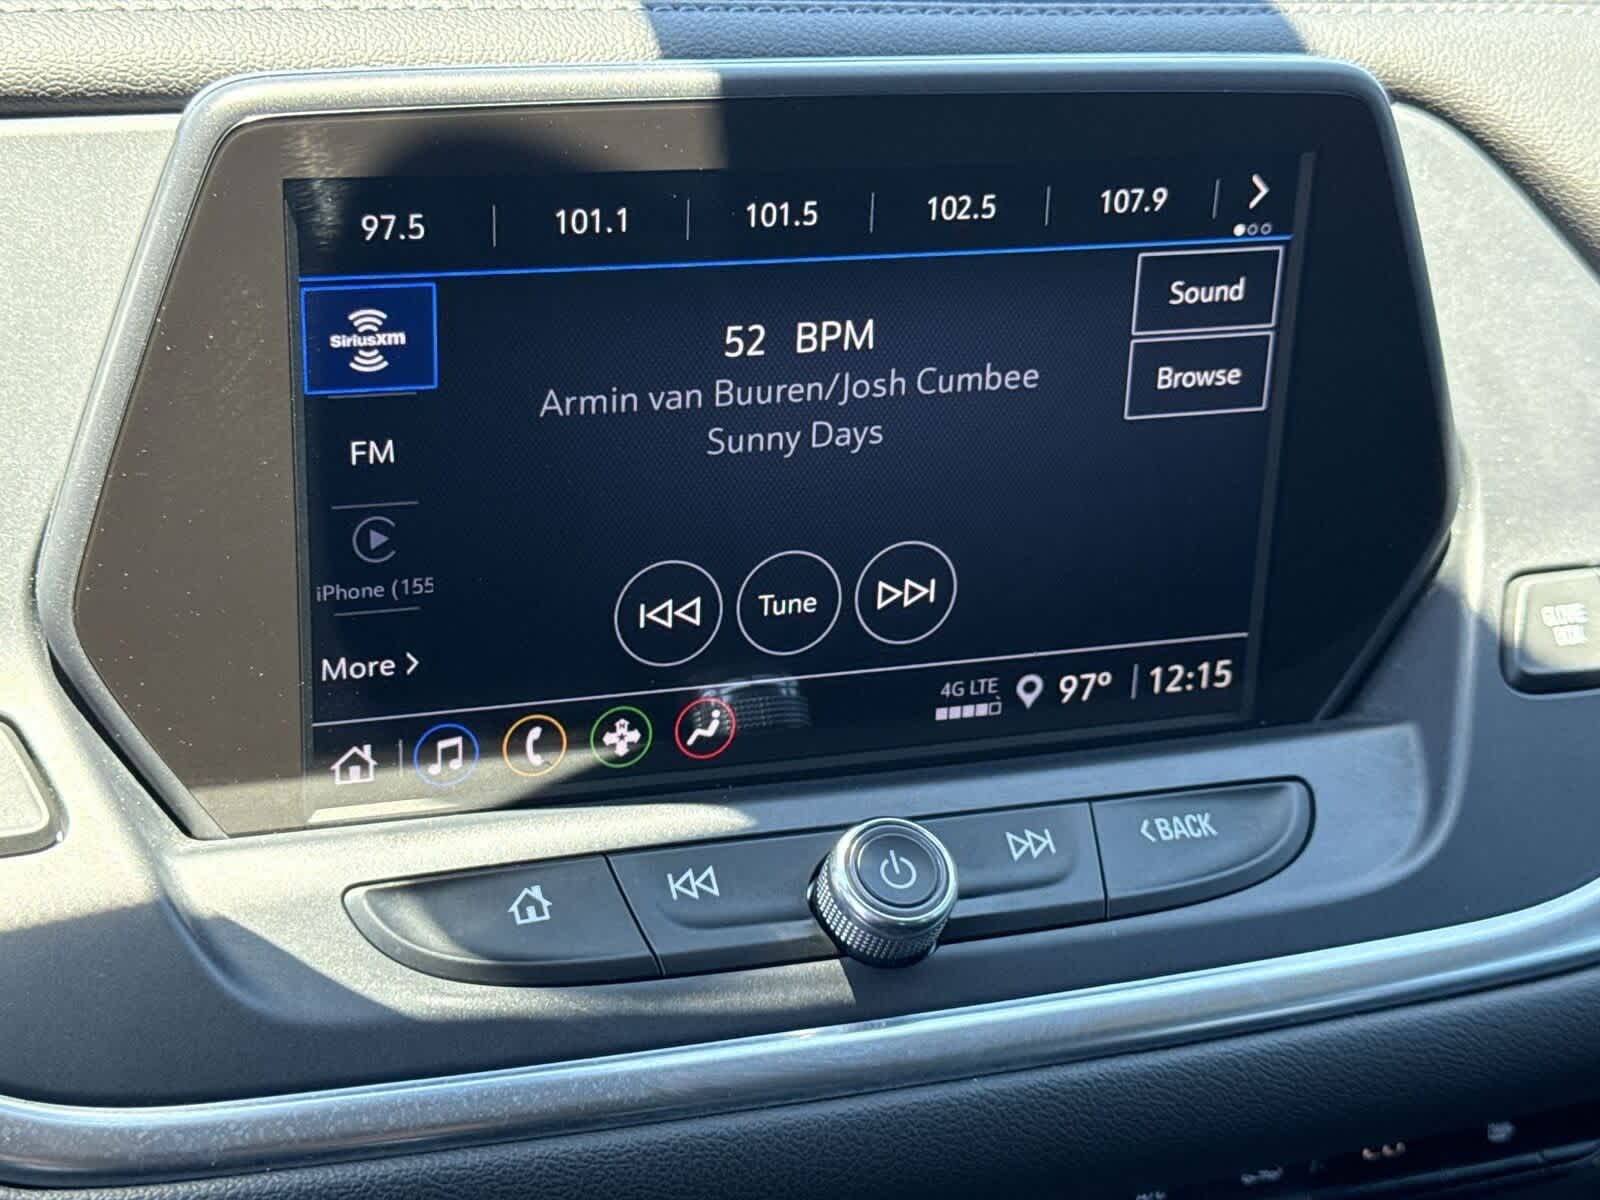 97.5 101.1 101.5 102.5 107.9
SiriusXM
Sound
52 BPM
Browse
Armin van Buuren/Josh Cumbee
Sunny Days
FM
iPhone (155
Tune
More
4G LTE
97° 12:15
BACK